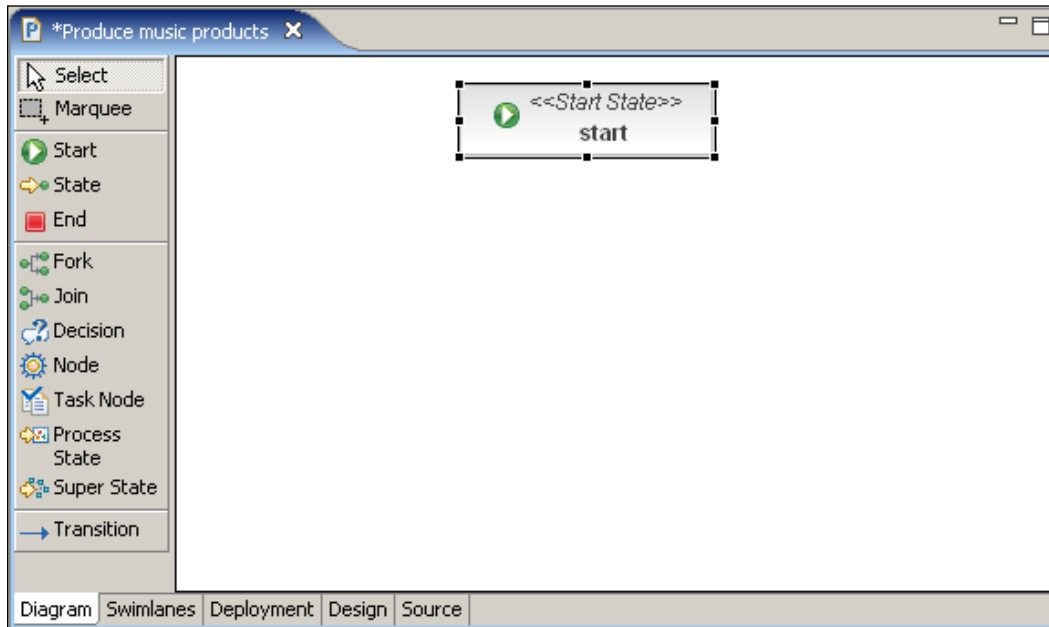 *Produce music products
Select
Marquee
Start
State
End
Fork
Join
Decision
Node
Task Node
Process
State
Super State
Transition
<<Start State>>
start
Diagram Swimlanes Deployment Design Source